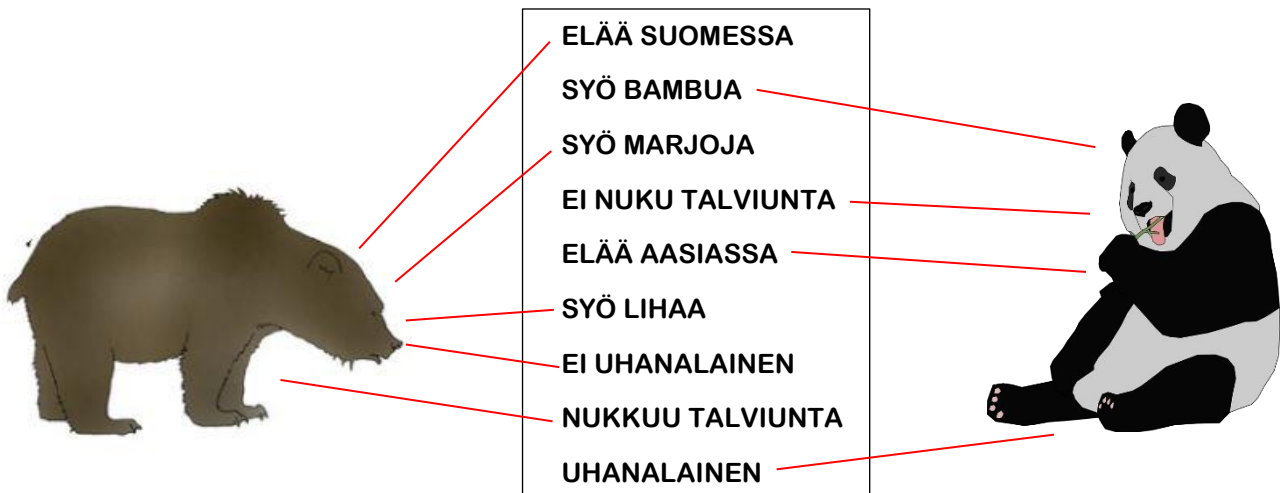 ELÄÄ SUOMESSA
SYÖ BAMBUA
SYÖ MARJOJA
EI NUKU TALVIUNTA
ELÄÄ AASIASSA
SYÖ LIHAA
EI UHANALAINEN
NUKKUU TALVIUNTA
UHANALAINEN